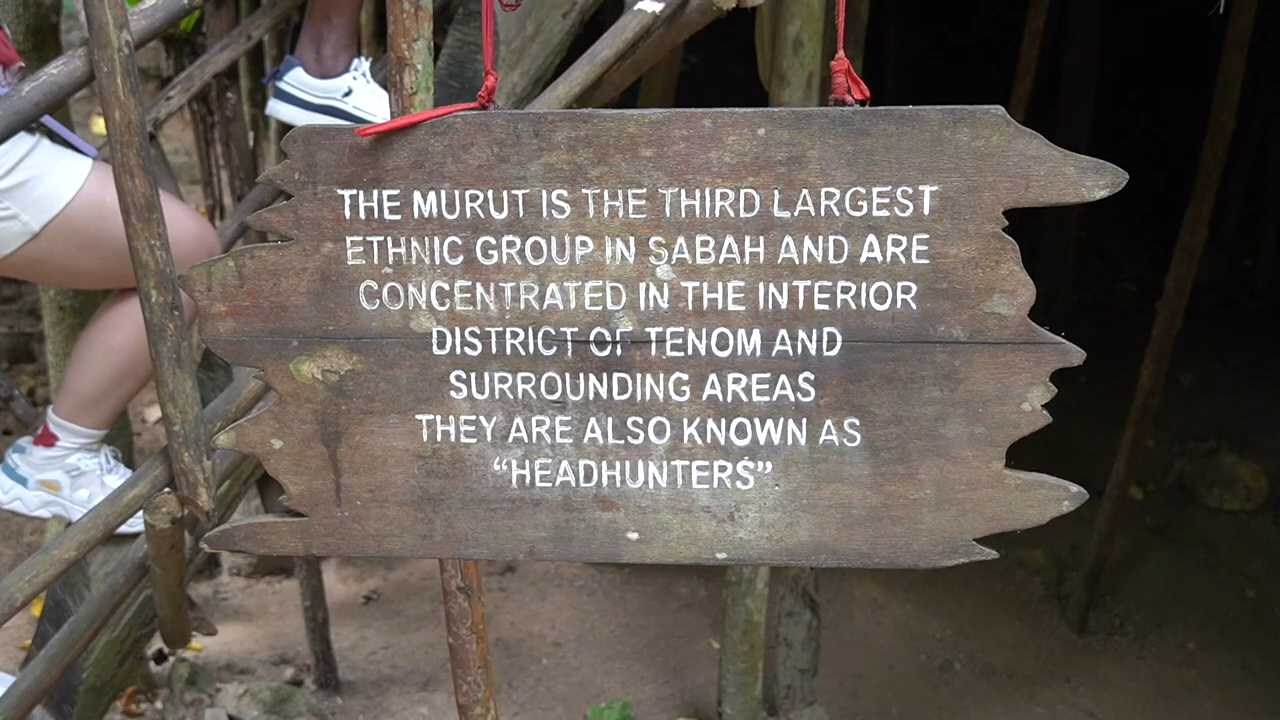 THE MURUT IS THE THIRD LARGEST
ETHNIC GROUP IN SABAH AND ARE
CONCENTRATED IN THE INTERIOR
DISTRICT OF TENOM AND
SURROUNDING AREAS
THEY ARE ALSO KNOWN AS
“HEADHUNTERS”